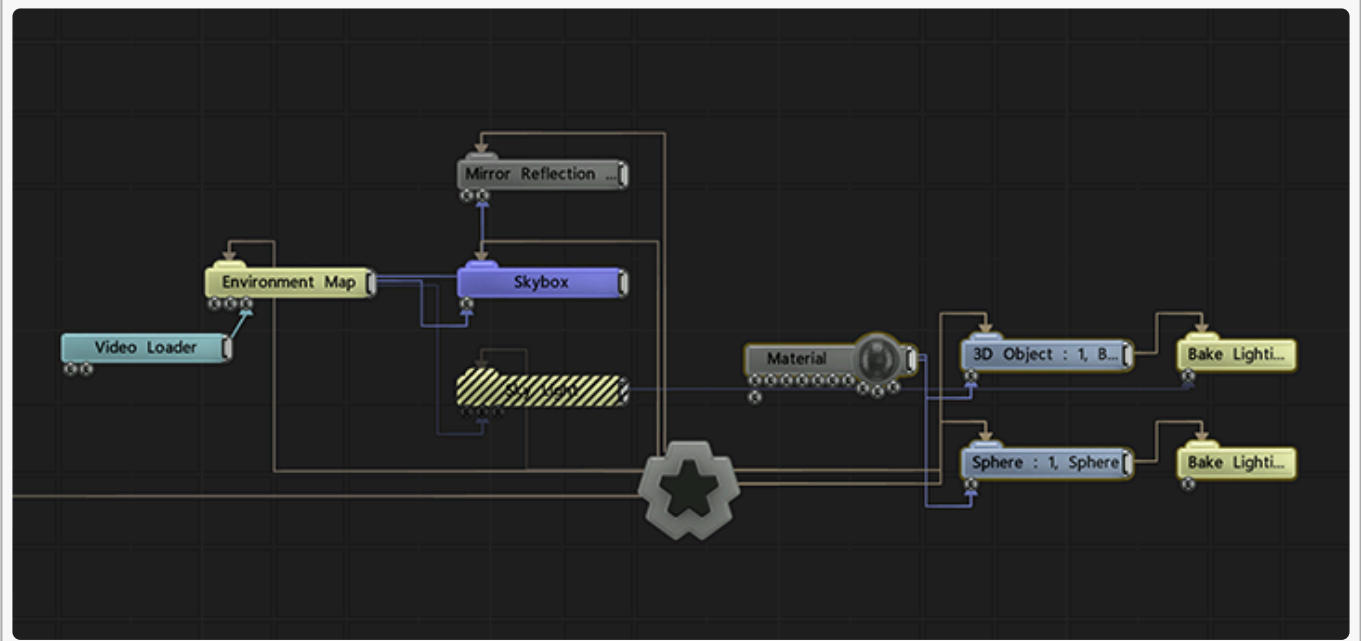 Mirror Reflection ...
Environment Map
Skybox
Video Loader
Material
3D Object : 1, B...
Bake Lighti...
Sphere : 1, Sphere
Bake Lighti...